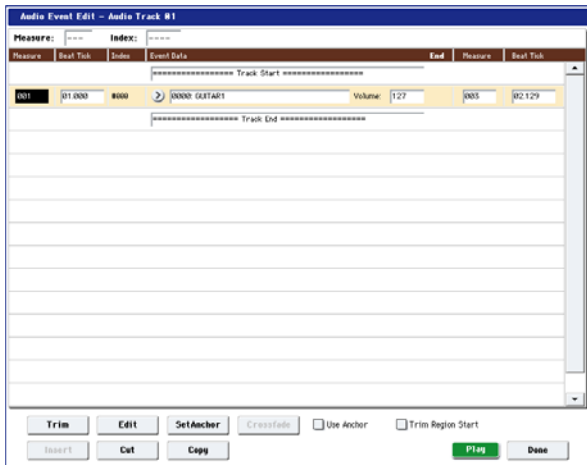 Audio Event Edit - Audio Track 01
Measure: --- Index: ----
Measure Beat Tick Index Event Data End Measure Beat Tick
================= Track Start =================
001 01.000 #000 0000: GUITAR1 Volume: 127 003 02.129
================== Track End ==================
Trim Edit SetAnchor Crossfade Use Anchor Trim Region Start
Insert Cut Copy Play Done